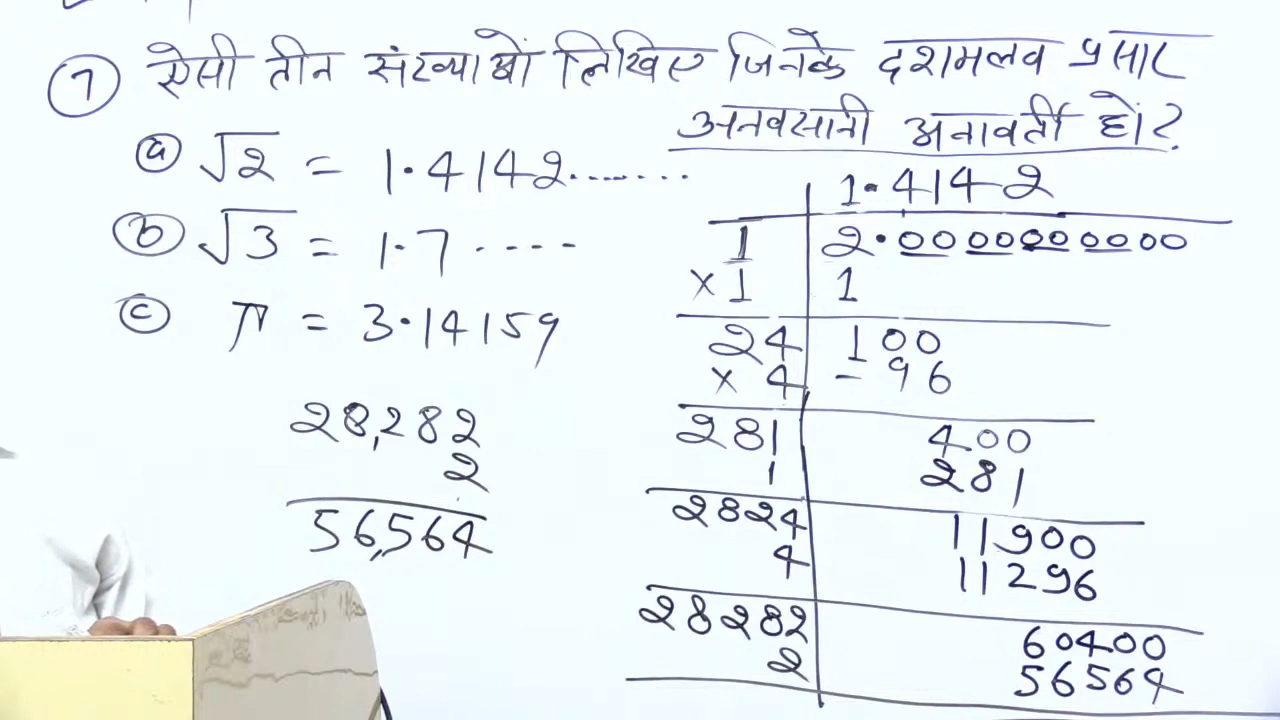 7 ऐसी तीन संख्याओं लिखिए जिनके दशमलव प्रसार
अनवसानी अनावर्ती हों?
a √2 = 1.4142.......
b √3 = 1.7 ....
c π = 3.14159
28,282
2
56,564
1.4142
1 2.0000000000
×1 1
24 100
× 4 - 96
281 400
1 281
2824 11900
4 11296
28282 60400
2 56564